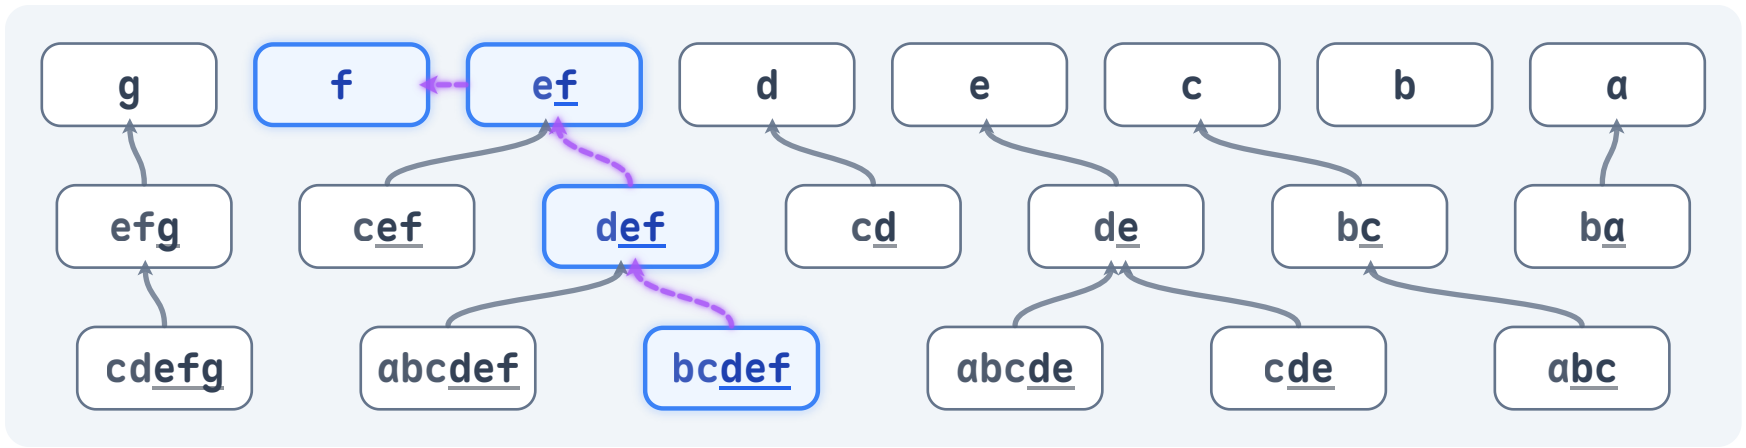 g f ef d e c b a
efg cef def cd de bc ba
cdefg abcdef bcdef abcde cde abc